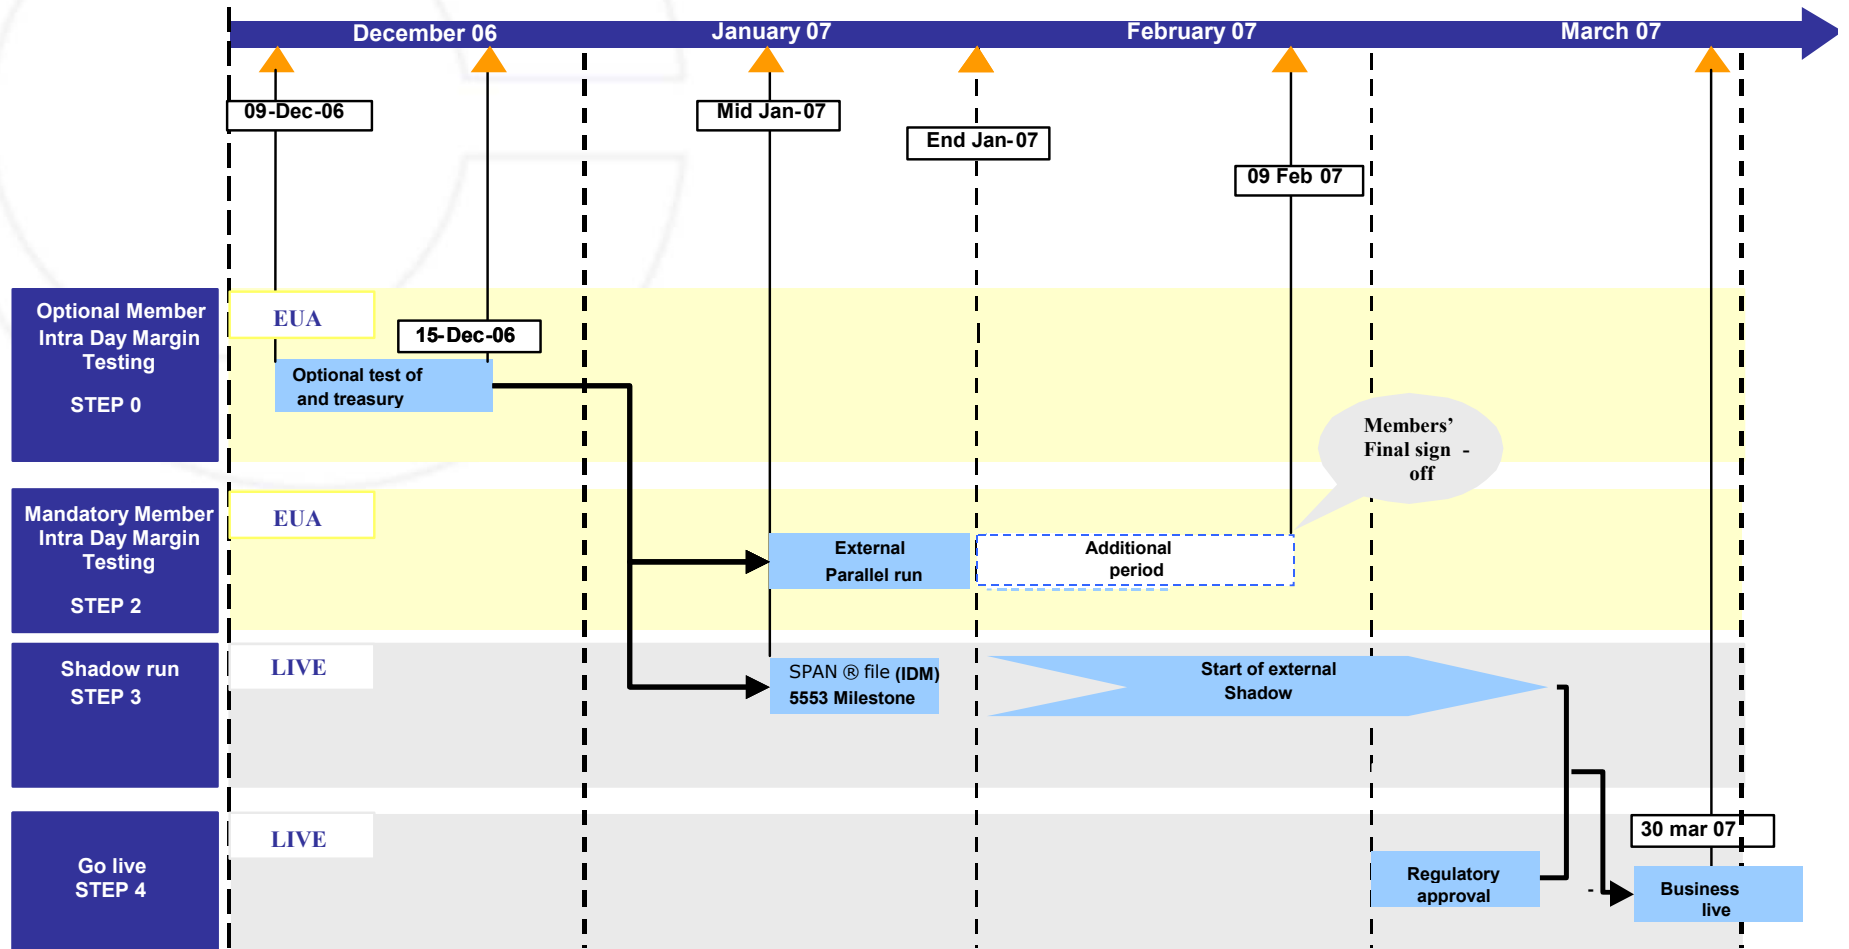 December 06
January 07
February 07
March 07
09-Dec-06
Mid Jan-07
End Jan-07
09 Feb 07
Optional Member
Intra Day Margin
Testing
STEP 0
EUA
15-Dec-06
Optional test of
and treasury
Members'
Final sign -
off
Mandatory Member
Intra Day Margin
Testing
STEP 2
EUA
External
Parallel run
Additional
period
Shadow run
STEP 3
LIVE
SPAN ® file (IDM)
5553 Milestone
Start of external
Shadow
Go live
STEP 4
LIVE
30 mar 07
Regulatory
approval
-
Business
live